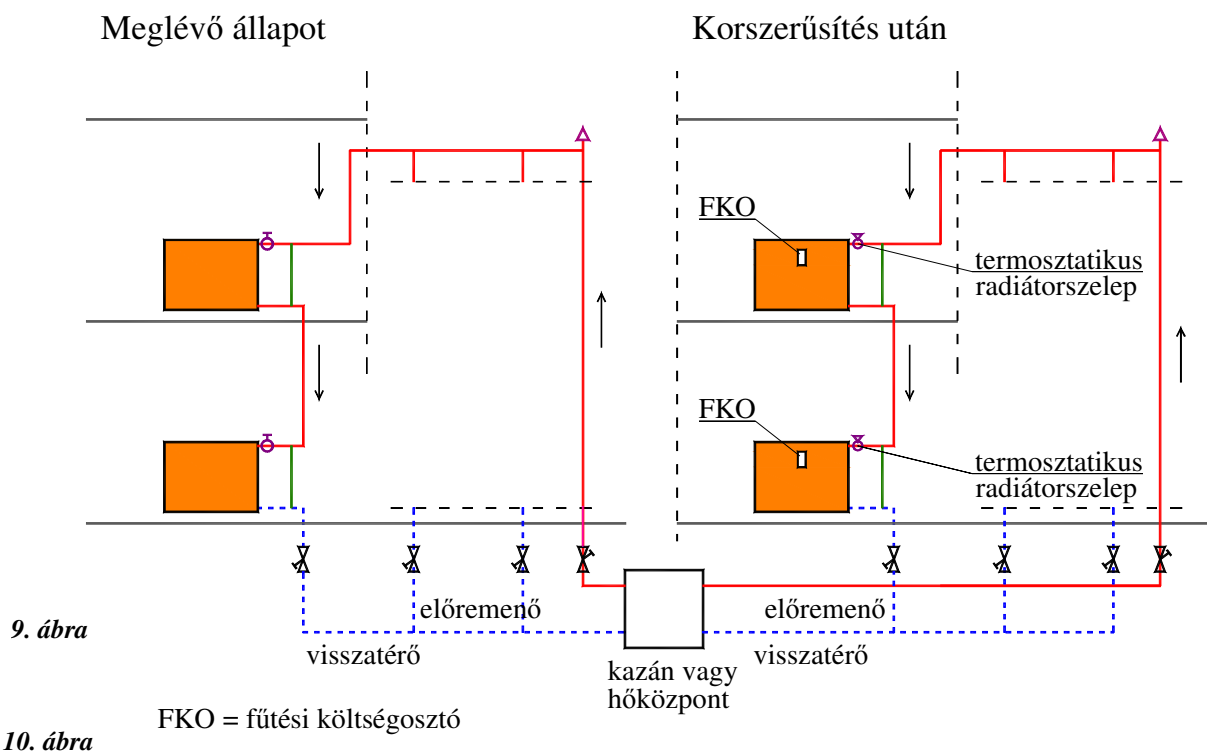 Meglévő állapot
Korszerűsítés után
FKO
termosztatikus
radiátorszelep
FKO
termosztatikus
radiátorszelep
előremenő
előremenő
9. ábra
visszatérő
visszatérő
kazán vagy
hőközpont
FKO = fűtési költségosztó
10. ábra